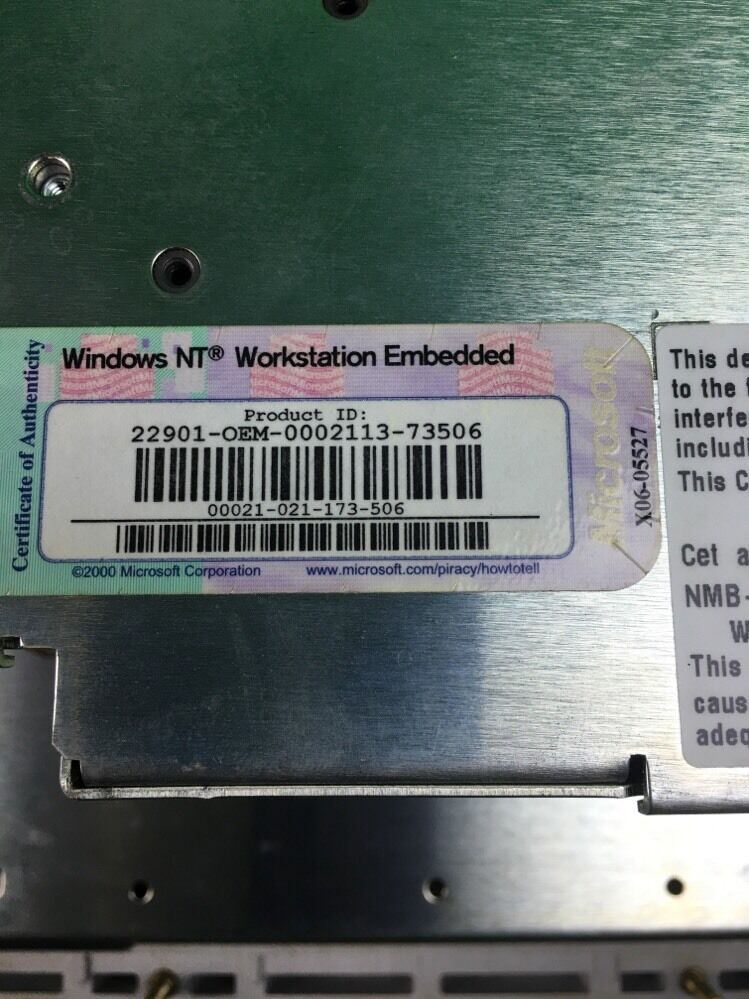 Certificate of Authenticity
Windows NT® Workstation Embedded
Product ID:
22901-OEM-0002113-73506
00021-021-173-506
©2000 Microsoft Corporation www.microsoft.com/piracy/howtotell
Microsoft
X06-05527
This de
to the
interfe
includi
This C
Cet a
NMB-
This
caus
adeq